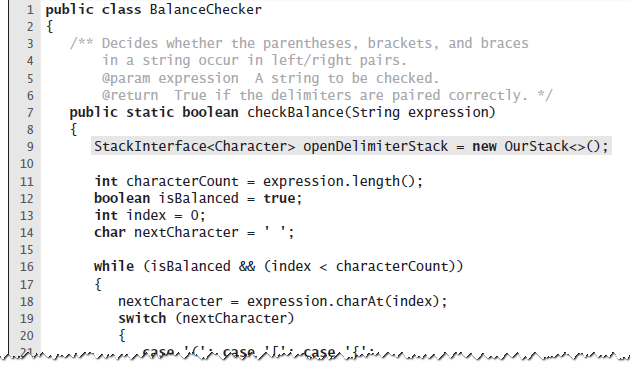 1 public class BalanceChecker
2 {
3 /** Decides whether the parentheses, brackets, and braces
4 in a string occur in left/right pairs.
5 @param expression A string to be checked.
6 @return True if the delimiters are paired correctly. */
7 public static boolean checkBalance(String expression)
8 {
9 StackInterface<Character> openDelimiterStack = new OurStack<>();
10
11 int characterCount = expression.length();
12 boolean isBalanced = true;
13 int index = 0;
14 char nextCharacter = ' ';
15
16 while (isBalanced && (index < characterCount))
17 {
18 nextCharacter = expression.charAt(index);
19 switch (nextCharacter)
20 {
21 case '(': case '[': case '{':